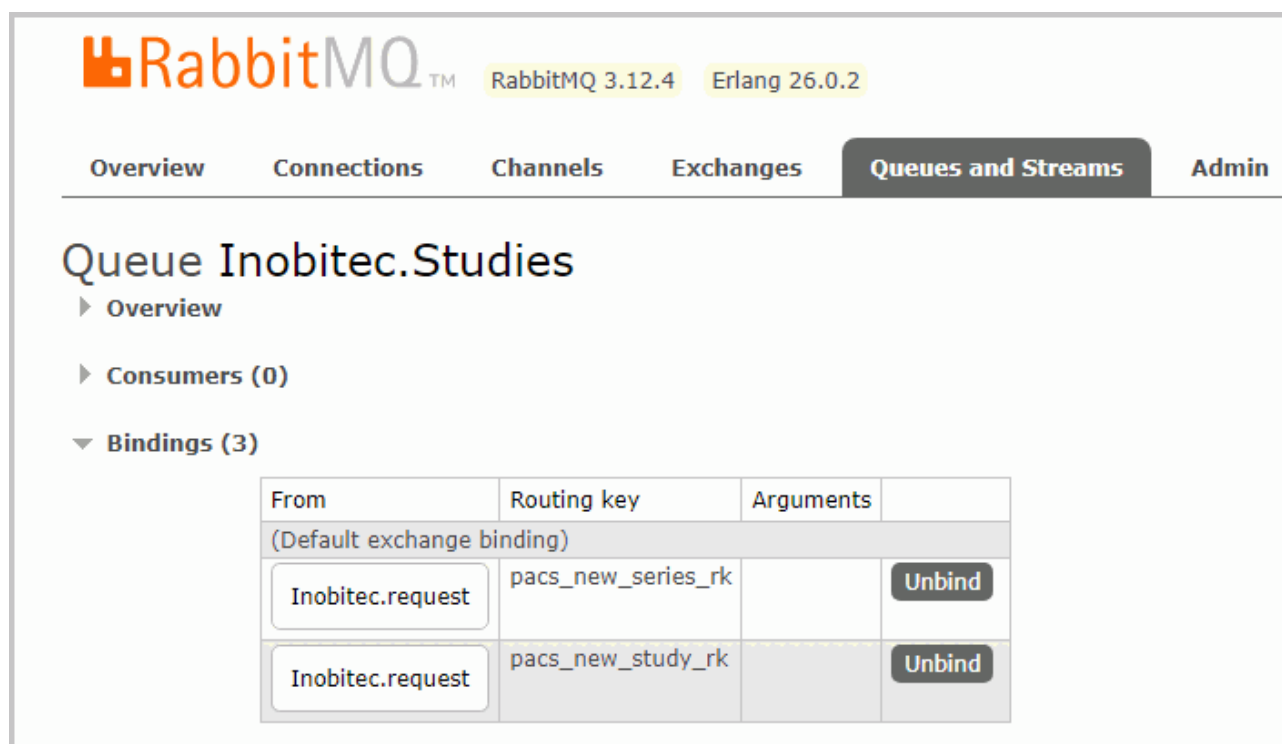 RabbitMQ TM RabbitMQ 3.12.4 Erlang 26.0.2
Overview Connections Channels Exchanges Queues and Streams Admin
Queue Inobitec.Studies
Overview
Consumers (0)
Bindings (3)
From Routing key Arguments
(Default exchange binding)
Inobitec.request pacs_new_series_rk Unbind
Inobitec.request pacs_new_study_rk Unbind